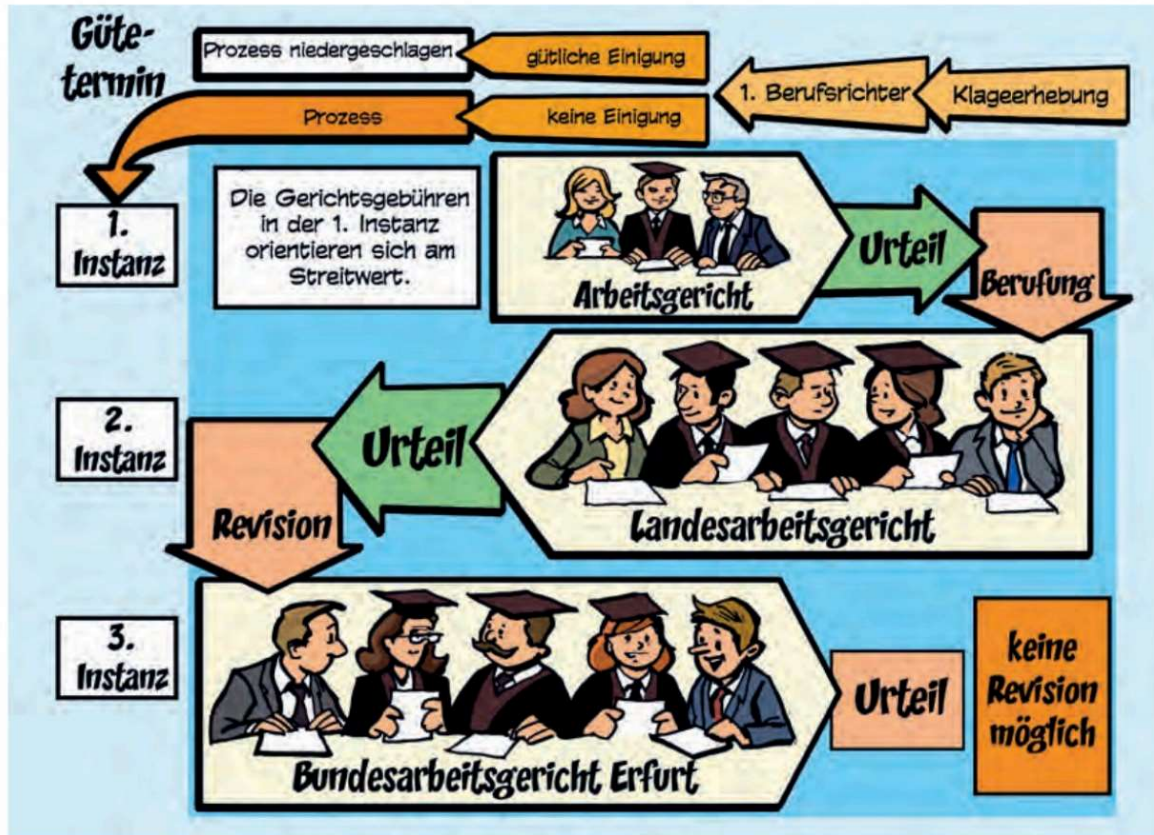 Güte-
termin
Prozess niedergeschlagen
gütliche Einigung
1. Berufsrichter
Klageerhebung
Prozess
keine Einigung
1.
Instanz
Die Gerichtsgebühren
in der 1. Instanz
orientieren sich am
Streitwert.
Arbeitsgericht
Urteil
Berufung
2.
Instanz
Revision
Urteil
Landesarbeitsgericht
3.
Instanz
Bundesarbeitsgericht Erfurt
Urteil
keine
Revision
möglich